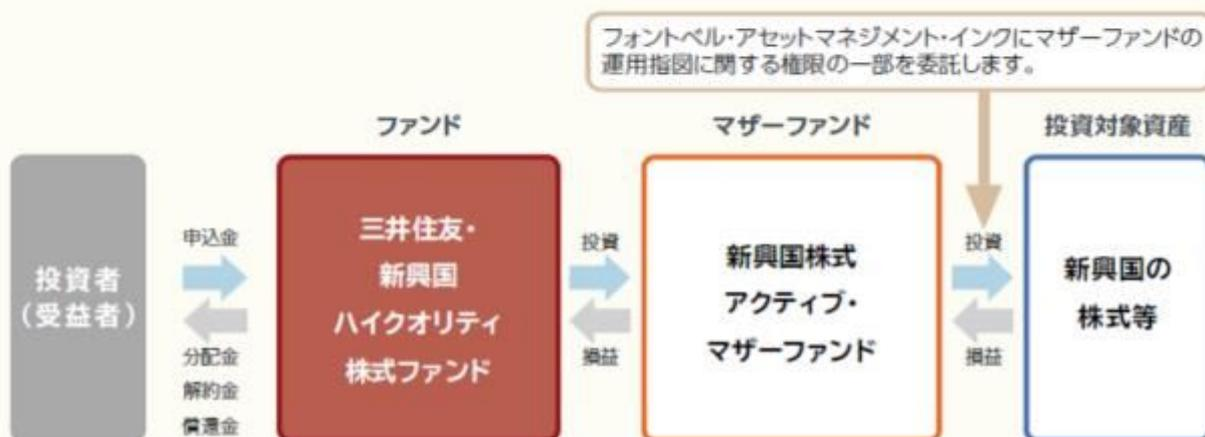 フォントベル・アセットマネジメント・インクにマザーファンドの
運用指図に関する権限の一部を委託します。
ファンド
マザーファンド
投資対象資産
投資者
（受益者）
申込金
分配金
解約金
償還金
三井住友・
新興国
ハイクオリティ
株式ファンド
投資
損益
新興国株式
アクティブ・
マザーファンド
投資
損益
新興国の
株式等